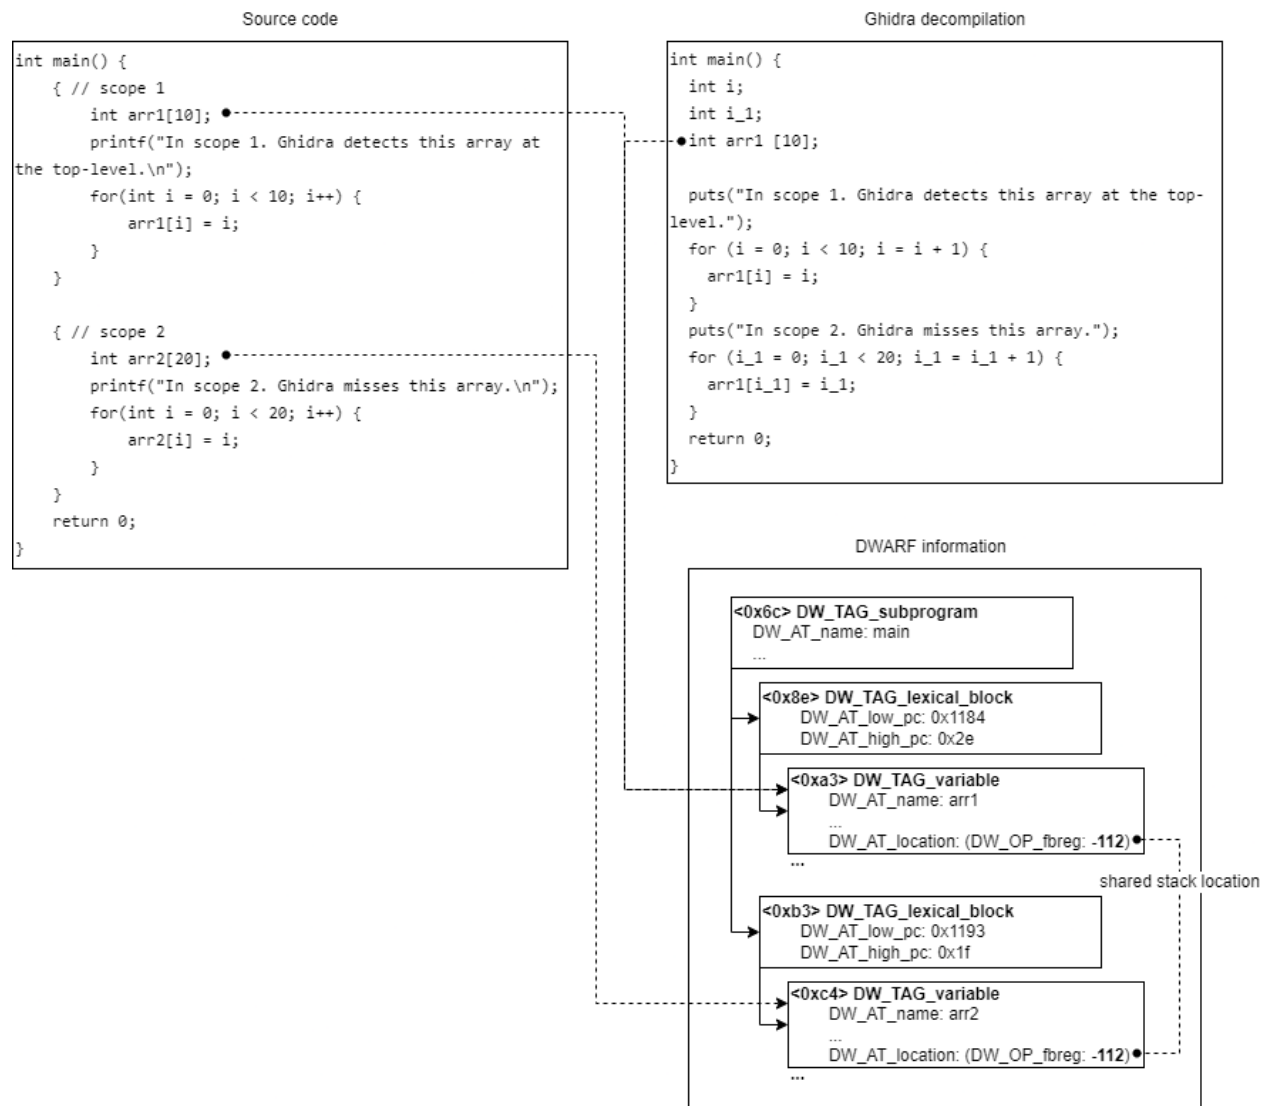 Source code
int main() {
{ // scope 1
int arr1[10];
printf("In scope 1. Ghidra detects this array at
the top-level.\n");
for(int i = 0; i < 10; i++) {
arr1[i] = i;
}
}
{ // scope 2
int arr2[20];
printf("In scope 2. Ghidra misses this array.\n");
for(int i = 0; i < 20; i++) {
arr2[i] = i;
}
}
return 0;
}
Ghidra decompilation
int main() {
int i;
int i_1;
int arr1 [10];
puts("In scope 1. Ghidra detects this array at the top-
level.");
for (i = 0; i < 10; i = i + 1) {
arr1[i] = i;
}
puts("In scope 2. Ghidra misses this array.");
for (i_1 = 0; i_1 < 20; i_1 = i_1 + 1) {
arr1[i_1] = i_1;
}
return 0;
}
DWARF information
<0x6c> DW_TAG_subprogram
DW_AT_name: main
...
<0x8e> DW_TAG_lexical_block
DW_AT_low_pc: 0x1184
DW_AT_high_pc: 0x2e
<0xa3> DW_TAG_variable
DW_AT_name: arr1
...
DW_AT_location: (DW_OP_fbreg: -112)
...
shared stack location
<0xb3> DW_TAG_lexical_block
DW_AT_low_pc: 0x1193
DW_AT_high_pc: 0x1f
<0xc4> DW_TAG_variable
DW_AT_name: arr2
...
DW_AT_location: (DW_OP_fbreg: -112)
...